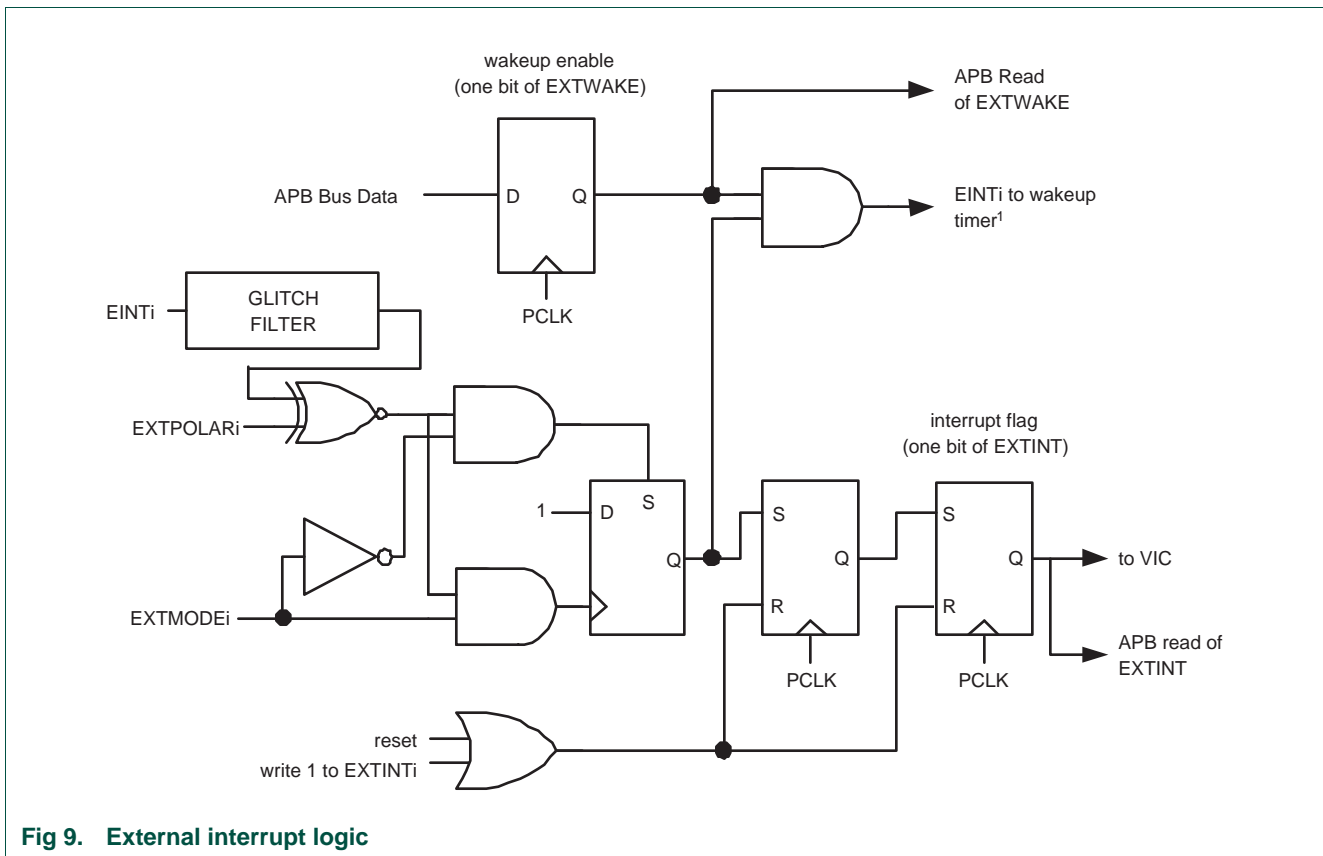 wakeup enable
(one bit of EXTWAKE)
APB Read
of EXTWAKE
APB Bus Data
D
Q
EINTi to wakeup
timer1
PCLK
EINTi
GLITCH
FILTER
EXTPOLARi
interrupt flag
(one bit of EXTINT)
1
D
S
Q
S
Q
R
S
Q
R
to VIC
EXTMODEi
APB read of
EXTINT
PCLK
PCLK
reset
write 1 to EXTINTi
Fig 9. External interrupt logic